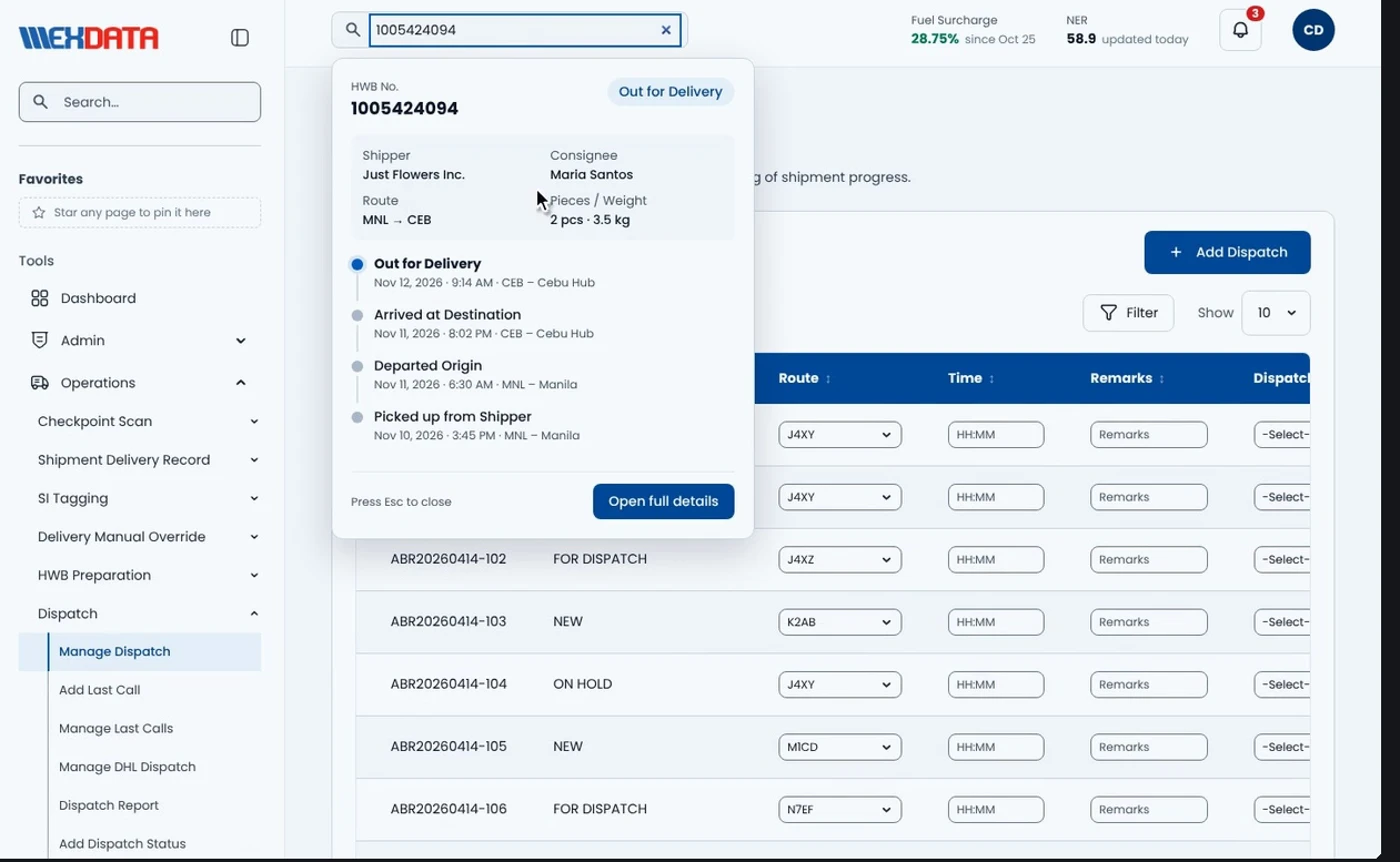 WEXDATA
Search...
Favorites
Star any page to pin it here
Tools
Dashboard
Admin
Operations
Checkpoint Scan
Shipment Delivery Record
SI Tagging
Delivery Manual Override
HWB Preparation
Dispatch
Manage Dispatch
Add Last Call
Manage Last Calls
Manage DHL Dispatch
Dispatch Report
Add Dispatch Status
1005424094
Fuel Surcharge
28.75% since Oct 25
NER
58.9 updated today
3
CD
HWB No.
1005424094
Out for Delivery
Shipper
Just Flowers Inc.
Consignee
Maria Santos
Route
MNL → CEB
Pieces / Weight
2 pcs · 3.5 kg
Out for Delivery
Nov 12, 2026 · 9:14 AM · CEB – Cebu Hub
Arrived at Destination
Nov 11, 2026 · 8:02 PM · CEB – Cebu Hub
Departed Origin
Nov 11, 2026 · 6:30 AM · MNL – Manila
Picked up from Shipper
Nov 10, 2026 · 3:45 PM · MNL – Manila
Press Esc to close
Open full details
g of shipment progress.
+ Add Dispatch
Filter
Show 10
Route ↕ Time ↕ Remarks ↕ Dispatch
J4XY HH:MM Remarks -Select-
J4XY HH:MM Remarks -Select-
ABR20260414-102 FOR DISPATCH J4XZ HH:MM Remarks -Select-
ABR20260414-103 NEW K2AB HH:MM Remarks -Select-
ABR20260414-104 ON HOLD J4XY HH:MM Remarks -Select-
ABR20260414-105 NEW M1CD HH:MM Remarks -Select-
ABR20260414-106 FOR DISPATCH N7EF HH:MM Remarks -Select-